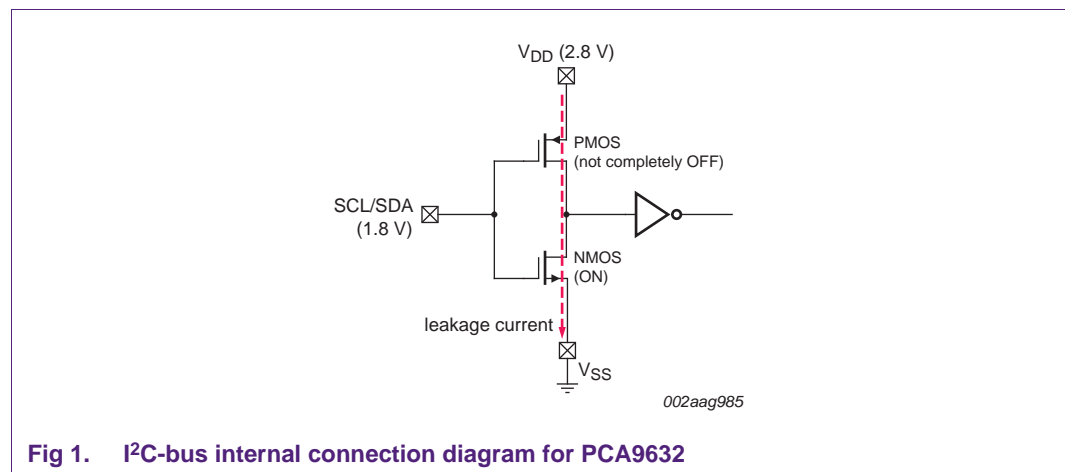 VDD (2.8 V)
PMOS
(not completely OFF)
SCL/SDA
(1.8 V)
NMOS
(ON)
leakage current
VSS
002aag985
Fig 1. I²C-bus internal connection diagram for PCA9632